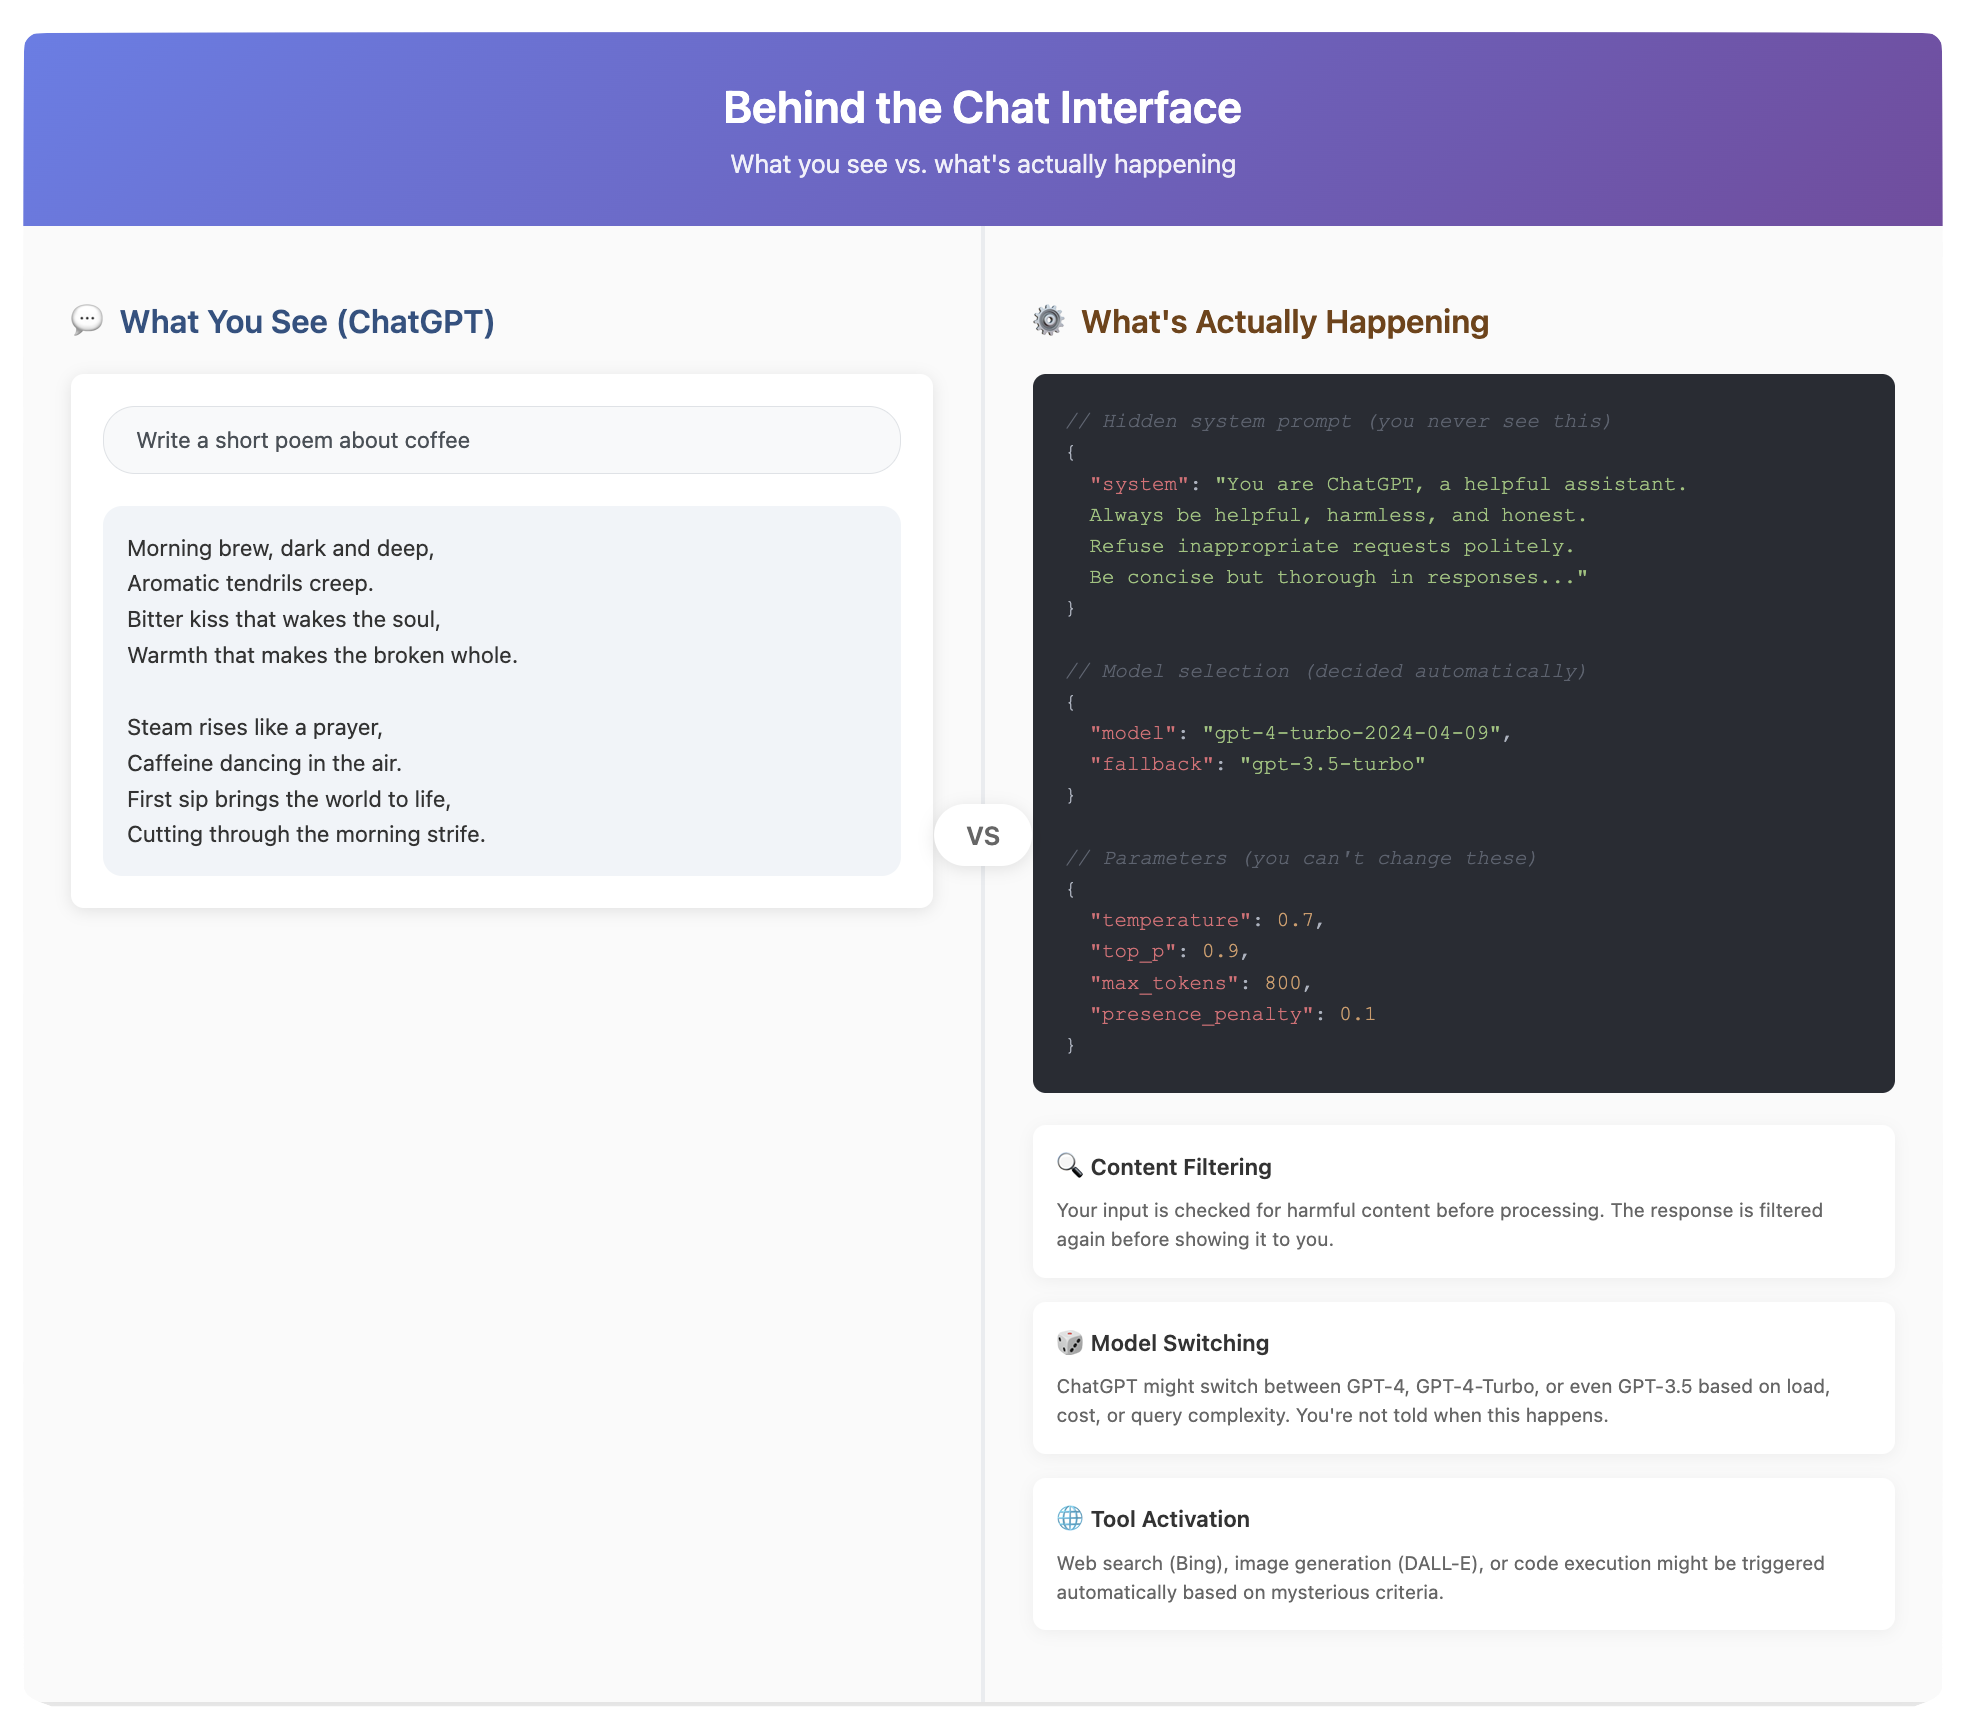 Behind the Chat Interface
What you see vs. what's actually happening
What You See (ChatGPT)
Write a short poem about coffee
Morning brew, dark and deep,
Aromatic tendrils creep.
Bitter kiss that wakes the soul,
Warmth that makes the broken whole.
Steam rises like a prayer,
Caffeine dancing in the air.
First sip brings the world to life,
Cutting through the morning strife.
VS
What's Actually Happening
// Hidden system prompt (you never see this)
{
"system": "You are ChatGPT, a helpful assistant.
Always be helpful, harmless, and honest.
Refuse inappropriate requests politely.
Be concise but thorough in responses..."
}
// Model selection (decided automatically)
{
"model": "gpt-4-turbo-2024-04-09",
"fallback": "gpt-3.5-turbo"
}
// Parameters (you can't change these)
{
"temperature": 0.7,
"top_p": 0.9,
"max_tokens": 800,
"presence_penalty": 0.1
}
Content Filtering
Your input is checked for harmful content before processing. The response is filtered
again before showing it to you.
Model Switching
ChatGPT might switch between GPT-4, GPT-4-Turbo, or even GPT-3.5 based on load,
cost, or query complexity. You're not told when this happens.
Tool Activation
Web search (Bing), image generation (DALL-E), or code execution might be triggered
automatically based on mysterious criteria.